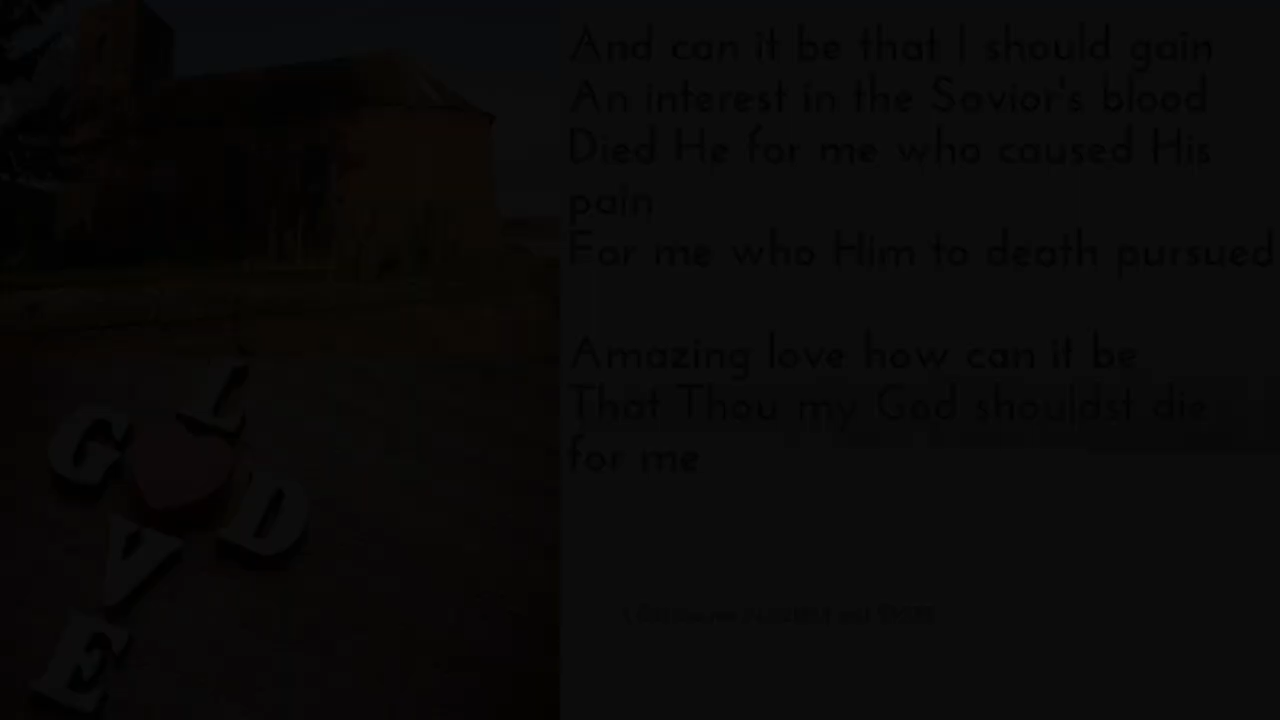 And can it be that I should gain
An interest in the Savior's blood
Died He for me who caused His
pain
For me who Him to death pursued
Amazing love how can it be
That Thou my God shouldst die
for me
L
G D
V
E